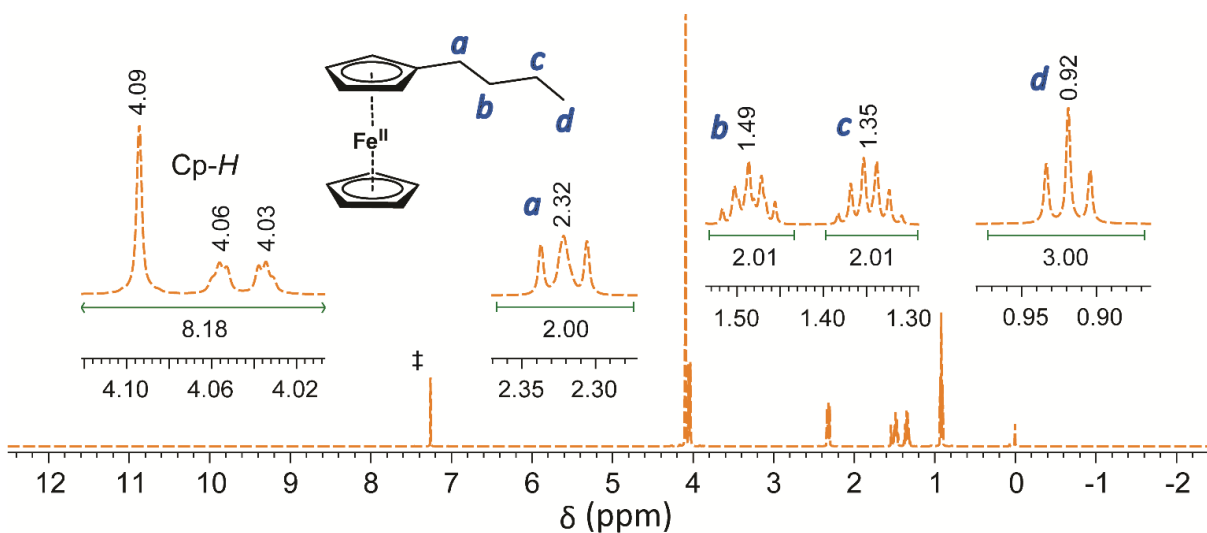 a
c
b
d
Fe^II
4.09
Cp-H
4.06
4.03
8.18
4.10 4.06 4.02
a
2.32
2.00
2.35 2.30
b
1.49
c
1.35
2.01 2.01
1.50 1.40 1.30
d
0.92
3.00
0.95 0.90
‡
12 11 10 9 8 7 6 5 4 3 2 1 0 -1 -2
δ (ppm)